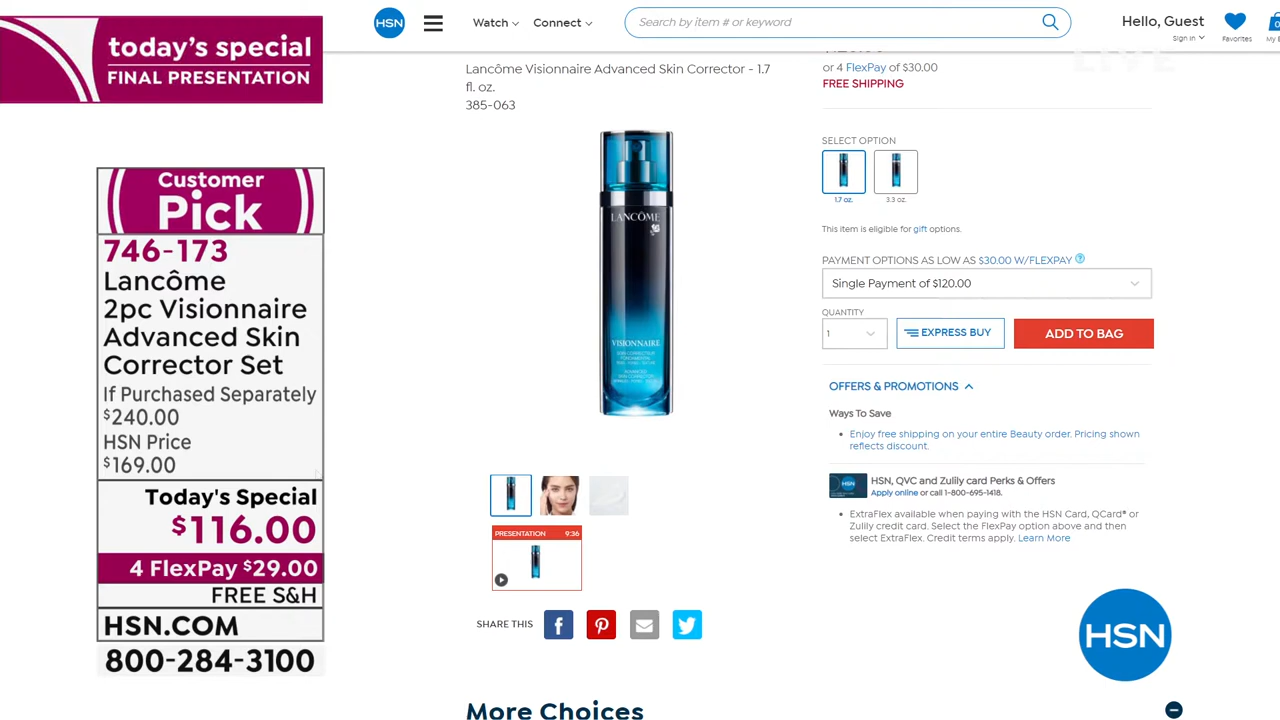 today's special
FINAL PRESENTATION
Customer
Pick
746-173
Lancôme
2pc Visionnaire
Advanced Skin
Corrector Set
If Purchased Separately
$240.00
HSN Price
$169.00
Today's Special
$116.00
4 FlexPay $29.00
FREE S&H
HSN.COM
800-284-3100
HSN
Watch
Connect
Search by item # or keyword
Hello, Guest
Sign In
Favorites
LIVE
Lancôme Visionnaire Advanced Skin Corrector - 1.7
fl. oz.
385-063
LANCÔME
VISIONNAIRE
or 4 FlexPay of $30.00
FREE SHIPPING
SELECT OPTION
1.7 oz.
3.3 oz.
This item is eligible for gift options.
PAYMENT OPTIONS AS LOW AS $30.00 W/FLEXPAY
Single Payment of $120.00
QUANTITY
1
EXPRESS BUY
ADD TO BAG
OFFERS & PROMOTIONS
Ways To Save
Enjoy free shipping on your entire Beauty order. Pricing shown
reflects discount.
HSN, QVC and Zulily card Perks & Offers
Apply online or call 1-800-695-1418.
ExtraFlex available when paying with the HSN Card, QCard® or
Zulily credit card. Select the FlexPay option above and then
select ExtraFlex. Credit terms apply. Learn More
PRESENTATION 9:36
SHARE THIS
HSN
More Choices